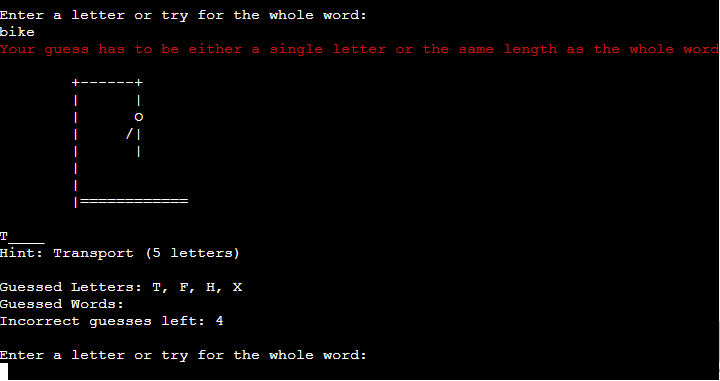 Enter a letter or try for the whole word:
bike
Your guess has to be either a single letter or the same length as the whole word
+------+
|      |
|      O
|     /|
|      |
|
|
|============
T____
Hint: Transport (5 letters)
Guessed Letters: T, F, H, X
Guessed Words:
Incorrect guesses left: 4
Enter a letter or try for the whole word: